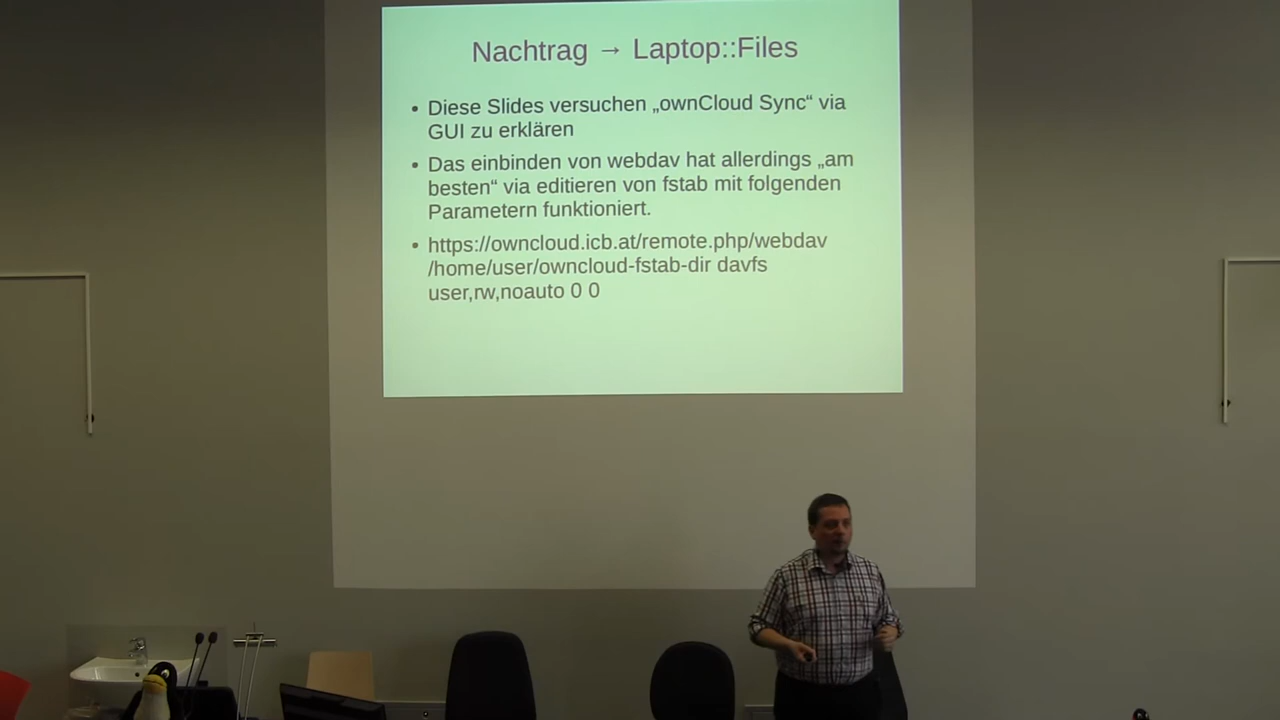 Nachtrag → Laptop::Files
• Diese Slides versuchen „ownCloud Sync“ via
GUI zu erklären
• Das einbinden von webdav hat allerdings „am
besten“ via editieren von fstab mit folgenden
Parametern funktioniert.
• https://owncloud.icb.at/remote.php/webdav
/home/user/owncloud-fstab-dir davfs
user,rw,noauto 0 0